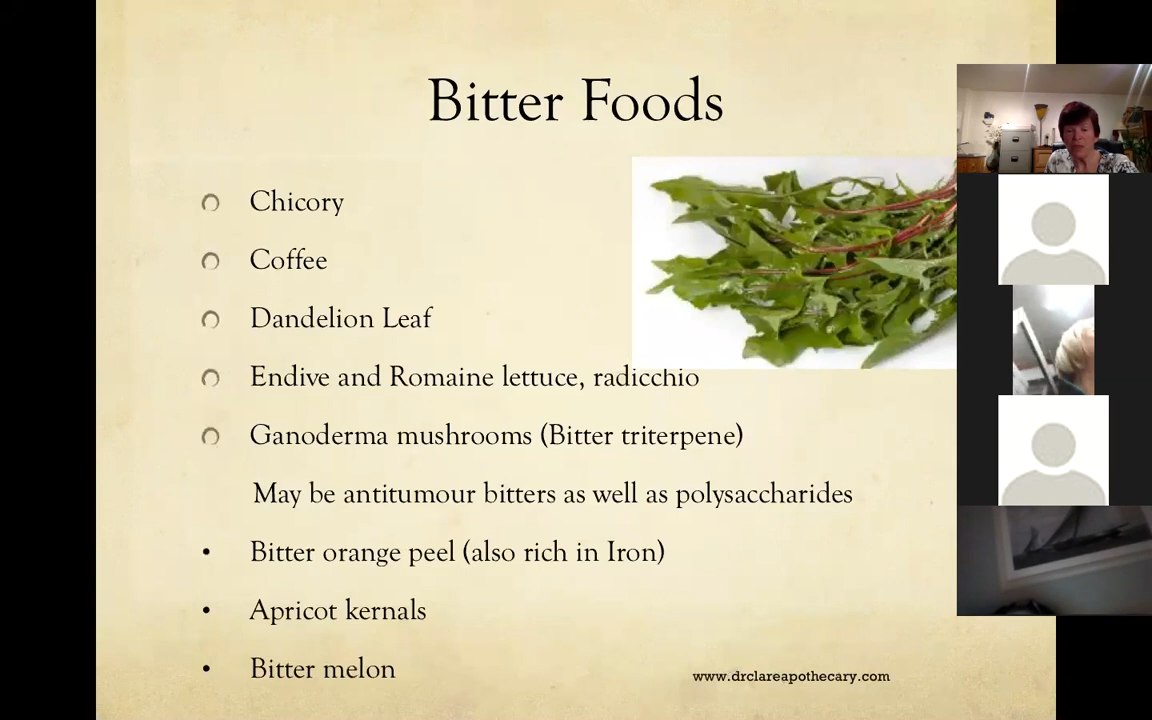 Bitter Foods
Chicory
Coffee
Dandelion Leaf
Endive and Romaine lettuce, radicchio
Ganoderma mushrooms (Bitter triterpene)
May be antitumour bitters as well as polysaccharides
Bitter orange peel (also rich in Iron)
Apricot kernals
Bitter melon
www.drclareapothecary.com